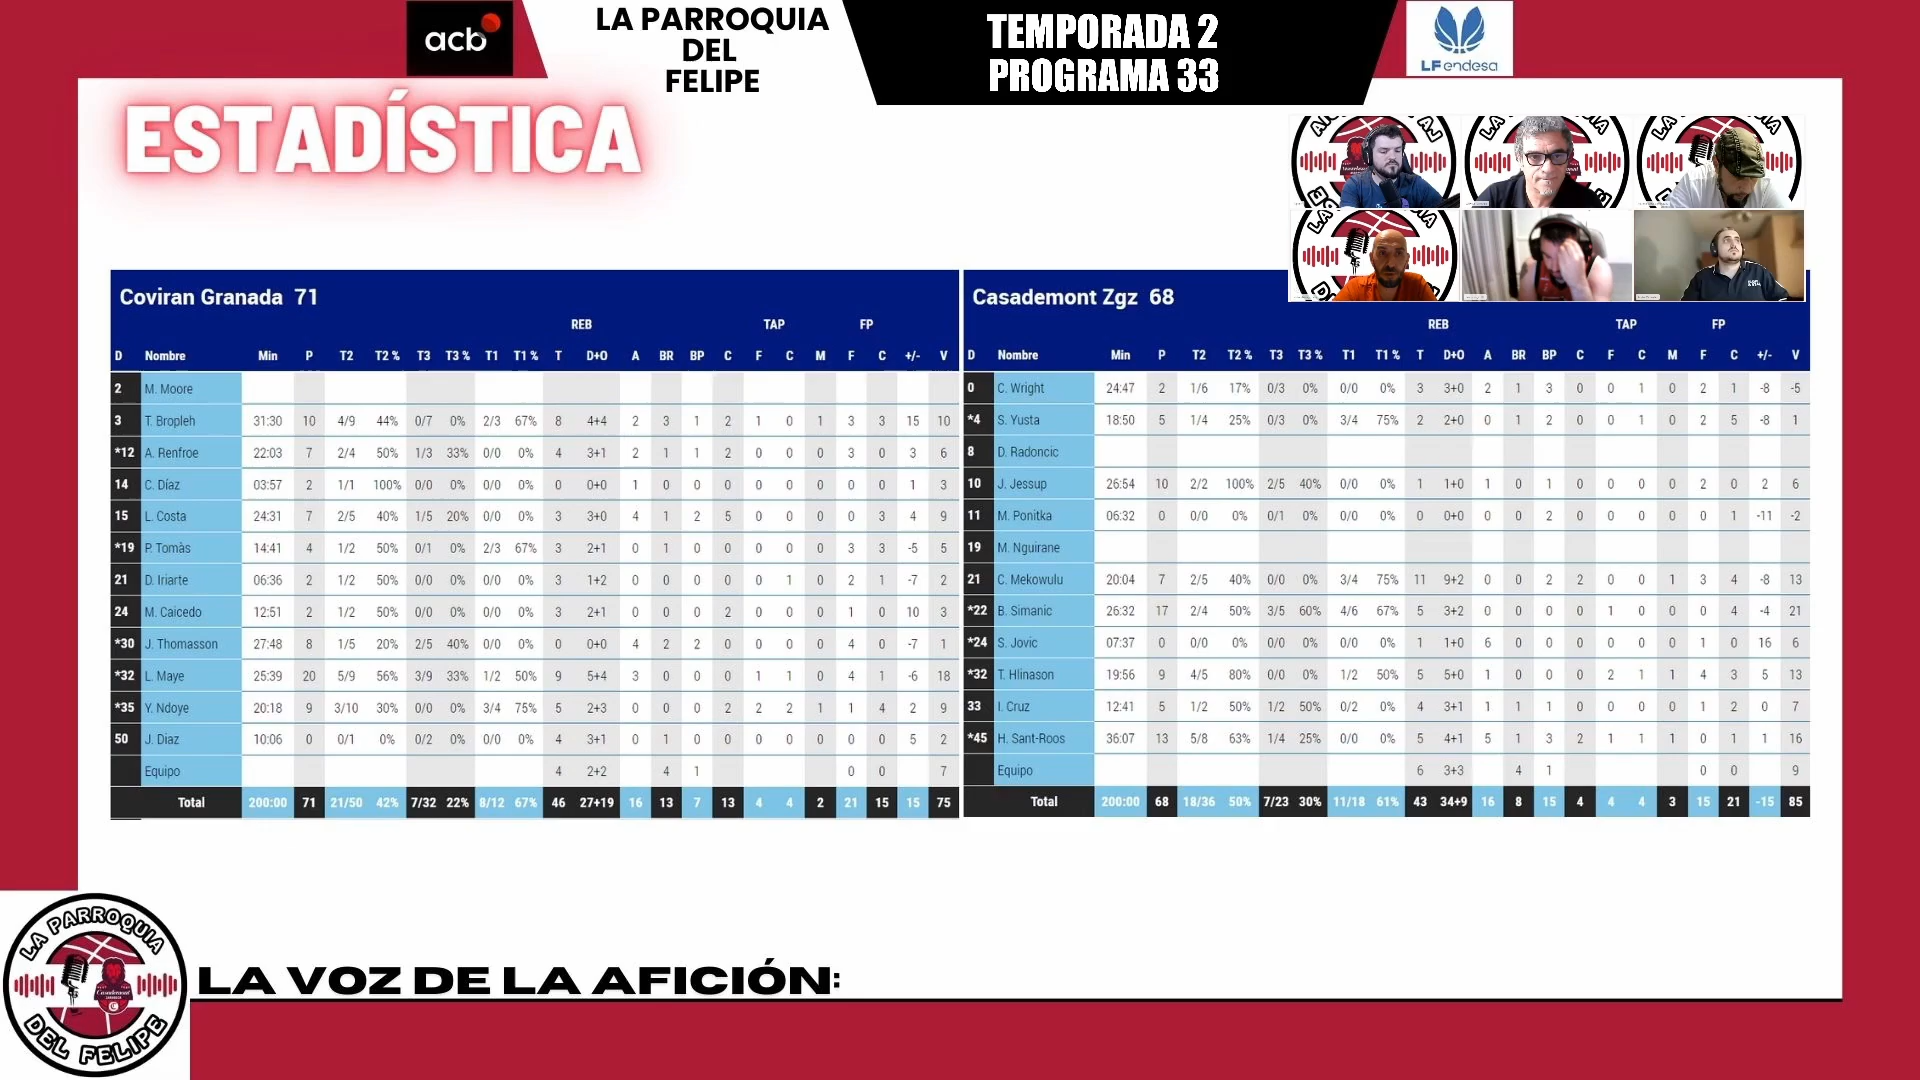 acb
LA PARROQUIA
DEL
FELIPE
TEMPORADA 2
PROGRAMA 33
LF endesa
ESTADÍSTICA
Coviran Granada 71
REB TAP FP
D Nombre Min P T2 T2 % T3 T3 % T1 T1 % T D+O A BR BP C F C M F C +/- V
2 M. Moore
3 T. Bropleh 31:30 10 4/9 44% 0/7 0% 2/3 67% 8 4+4 2 3 1 2 1 0 1 3 3 15 10
*12 A. Renfroe 22:03 7 2/4 50% 1/3 33% 0/0 0% 4 3+1 2 1 1 2 0 0 0 3 0 3 6
14 C. Díaz 03:57 2 1/1 100% 0/0 0% 0/0 0% 0 0+0 1 0 0 0 0 0 0 0 0 1 3
15 L. Costa 24:31 7 2/5 40% 1/5 20% 0/0 0% 3 3+0 4 1 2 5 0 0 0 0 3 4 9
*19 P. Tomàs 14:41 4 1/2 50% 0/1 0% 2/3 67% 3 2+1 0 1 0 0 0 0 0 3 3 -5 5
21 D. Iriarte 06:36 2 1/2 50% 0/0 0% 0/0 0% 3 1+2 0 0 0 0 0 1 0 2 1 -7 2
24 M. Caicedo 12:51 2 1/2 50% 0/0 0% 0/0 0% 3 2+1 0 0 0 2 0 0 0 1 0 10 3
*30 J. Thomasson 27:48 8 1/5 20% 2/5 40% 0/0 0% 0 0+0 4 2 2 0 0 0 0 4 0 -7 1
*32 L. Maye 25:39 20 5/9 56% 3/9 33% 1/2 50% 9 5+4 3 0 0 0 1 1 0 4 1 -6 18
*35 Y. Ndoye 20:18 9 3/10 30% 0/0 0% 3/4 75% 5 2+3 0 0 0 2 2 2 1 1 4 2 9
50 J. Diaz 10:06 0 0/1 0% 0/2 0% 0/0 0% 4 3+1 0 1 0 0 0 0 0 0 0 5 2
Equipo 4 2+2 4 1 0 0 7
Total 200:00 71 21/50 42% 7/32 22% 8/12 67% 46 27+19 16 13 7 13 4 4 2 21 15 15 75
Casademont Zgz 68
REB TAP FP
D Nombre Min P T2 T2 % T3 T3 % T1 T1 % T D+O A BR BP C F C M F C +/- V
0 C. Wright 24:47 2 1/6 17% 0/3 0% 0/0 0% 3 3+0 2 1 3 0 0 1 0 2 1 -8 -5
*4 S. Yusta 18:50 5 1/4 25% 0/3 0% 3/4 75% 2 2+0 0 1 2 0 0 1 0 2 5 -8 1
8 D. Radoncic
10 J. Jessup 26:54 10 2/2 100% 2/5 40% 0/0 0% 1 1+0 1 0 1 0 0 0 0 2 0 2 6
11 M. Ponitka 06:32 0 0/0 0% 0/1 0% 0/0 0% 0 0+0 0 0 2 0 0 0 0 0 1 -11 -2
19 M. Nguirane
21 C. Mekowulu 20:04 7 2/5 40% 0/0 0% 3/4 75% 11 9+2 0 0 2 2 0 0 1 3 4 -8 13
*22 B. Simanic 26:32 17 2/4 50% 3/5 60% 4/6 67% 5 3+2 0 0 0 0 1 0 0 0 4 -4 21
*24 S. Jovic 07:37 0 0/0 0% 0/0 0% 0/0 0% 1 1+0 6 0 0 0 0 0 0 1 0 16 6
*32 T. Hlinason 19:56 9 4/5 80% 0/0 0% 1/2 50% 5 5+0 1 0 0 0 2 1 1 4 3 5 13
33 I. Cruz 12:41 5 1/2 50% 1/2 50% 0/2 0% 4 3+1 1 1 1 0 0 0 0 1 2 0 7
*45 H. Sant-Roos 36:07 13 5/8 63% 1/4 25% 0/0 0% 5 4+1 5 1 3 2 1 1 1 0 1 1 16
Equipo 6 3+3 4 1 0 0 9
Total 200:00 68 18/36 50% 7/23 30% 11/18 61% 43 34+9 16 8 15 4 4 4 3 15 21 -15 85
LA PARROQUIA
DEL FELIPE
LA VOZ DE LA AFICIÓN: